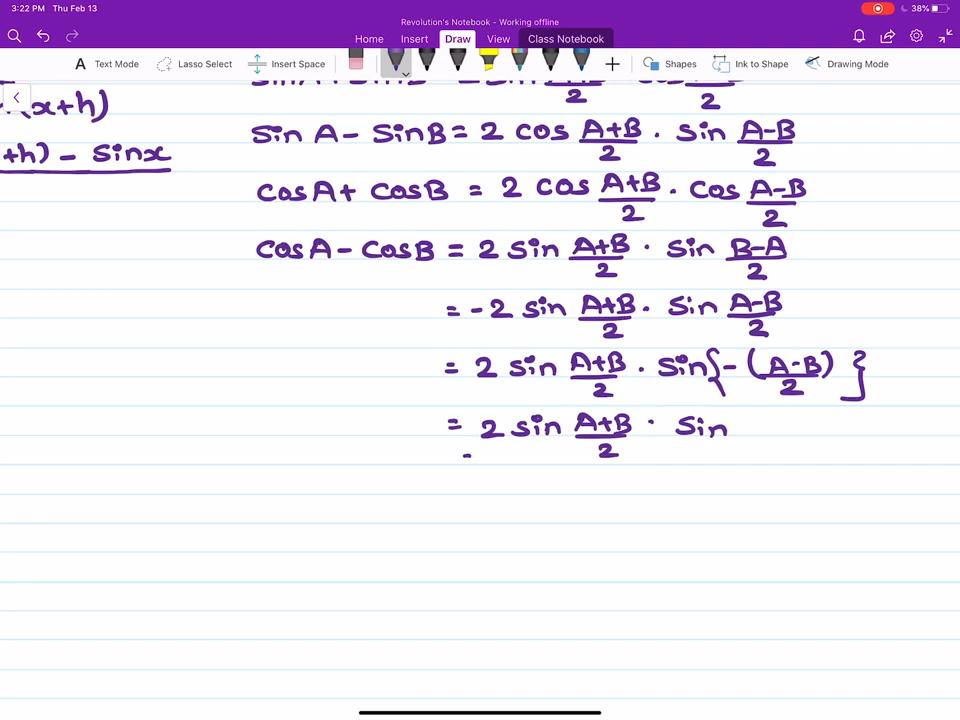 3:22 PM Thu Feb 13
38%
Revolution's Notebook - Working offline
Home Insert Draw View Class Notebook
Text Mode Lasso Select Insert Space Shapes Ink to Shape Drawing Mode
2 2
(x+h)
sin A - sin B = 2 cos (A+B)/2 · sin (A-B)/2
+h) - sinx
cos A + cos B = 2 cos (A+B)/2 · cos (A-B)/2
cos A - cos B = 2 sin (A+B)/2 · sin (B-A)/2
= -2 sin (A+B)/2 · sin (A-B)/2
= 2 sin (A+B)/2 · sin{-(A-B)/2}
= 2 sin (A+B)/2 · sin